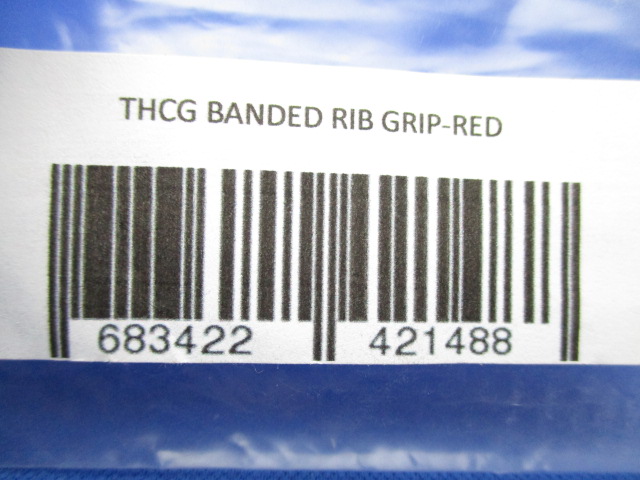 THCG BANDED RIB GRIP-RED
683422 421488